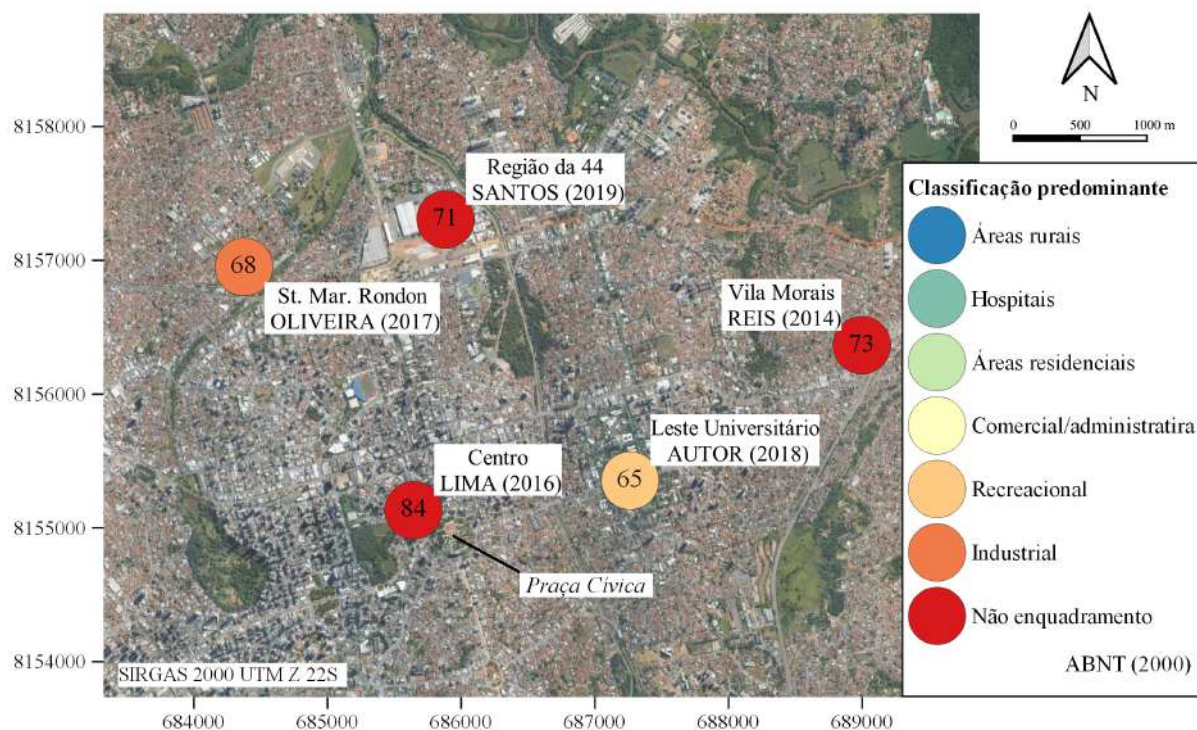 8158000
8157000
8156000
8155000
8154000
684000
685000
686000
687000
688000
689000
Região da 44
SANTOS (2019)
71
68
St. Mar. Rondon
OLIVEIRA (2017)
Vila Morais
REIS (2014)
73
Leste Universitário
AUTOR (2018)
65
Centro
LIMA (2016)
84
Praça Cívica
SIRGAS 2000 UTM Z 22S
N
0 500 1000 m
Classificação predominante
Áreas rurais
Hospitais
Áreas residenciais
Comercial/administratira
Recreacional
Industrial
Não enquadramento
ABNT (2000)